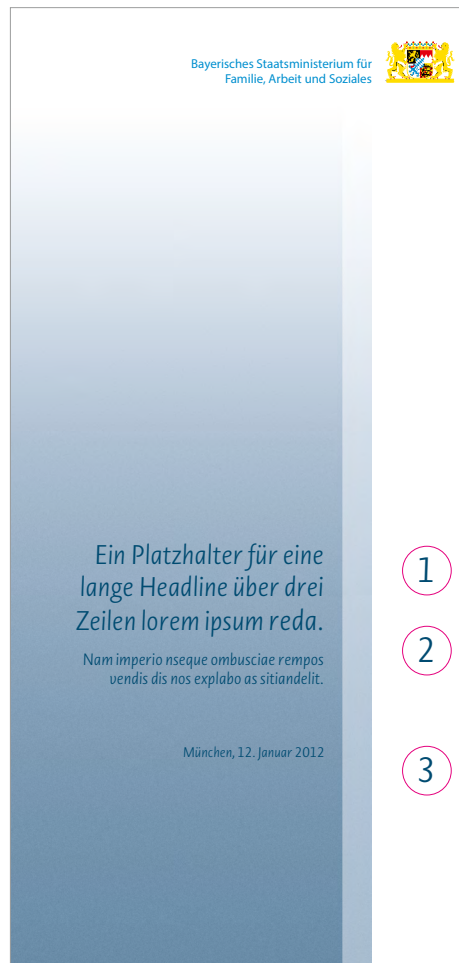 Bayerisches Staatsministerium für
Familie, Arbeit und Soziales
Ein Platzhalter für eine
lange Headline über drei
Zeilen lorem ipsum reda.
1
Nam imperio nseque ombusciae rempos
vendis dis nos explabo as sitiandelit.
2
München, 12. Januar 2012
3